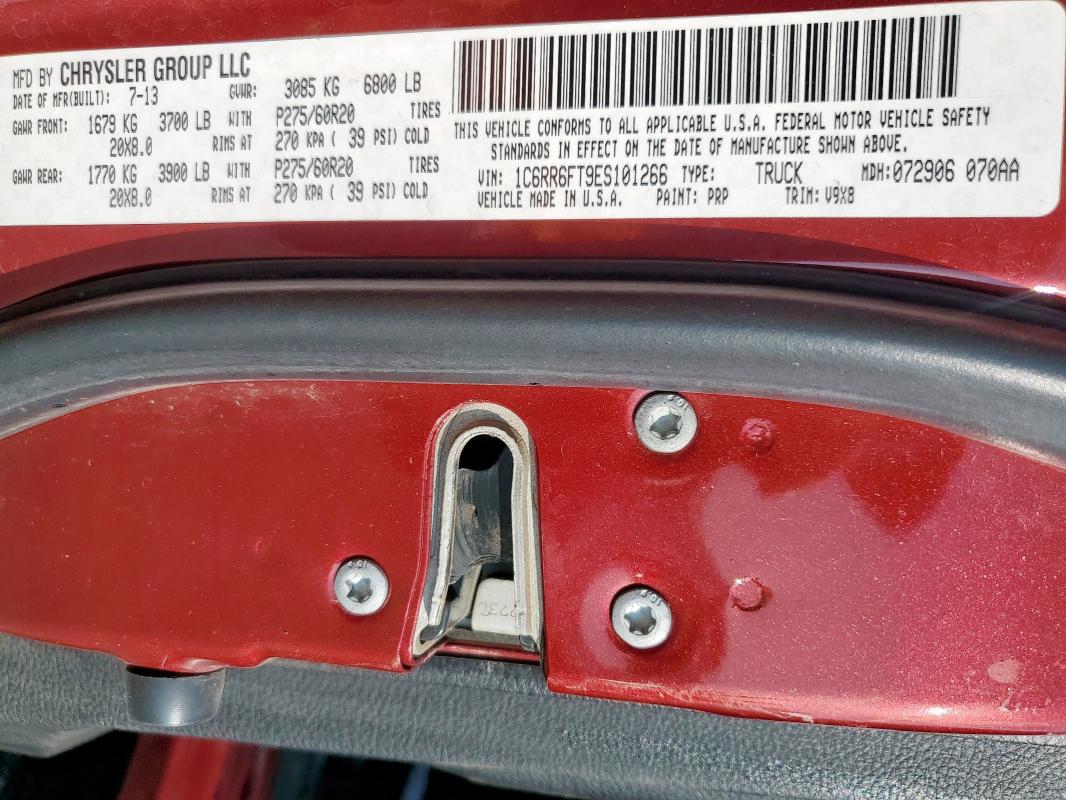 MFD BY CHRYSLER GROUP LLC
DATE OF MFR(BUILT): 7-13 GVWR: 3085 KG 6800 LB
GAWR FRONT: 1679 KG 3700 LB WITH P275/60R20 TIRES
20X8.0 RIMS AT 270 KPA ( 39 PSI) COLD
GAWR REAR: 1770 KG 3900 LB WITH P275/60R20 TIRES
20X8.0 RIMS AT 270 KPA ( 39 PSI) COLD
THIS VEHICLE CONFORMS TO ALL APPLICABLE U.S.A. FEDERAL MOTOR VEHICLE SAFETY
STANDARDS IN EFFECT ON THE DATE OF MANUFACTURE SHOWN ABOVE.
VIN: 1C6RR6FT9ES101266 TYPE: TRUCK MDH:072906 070AA
VEHICLE MADE IN U.S.A. PAINT: PRP TRIM: V9X8